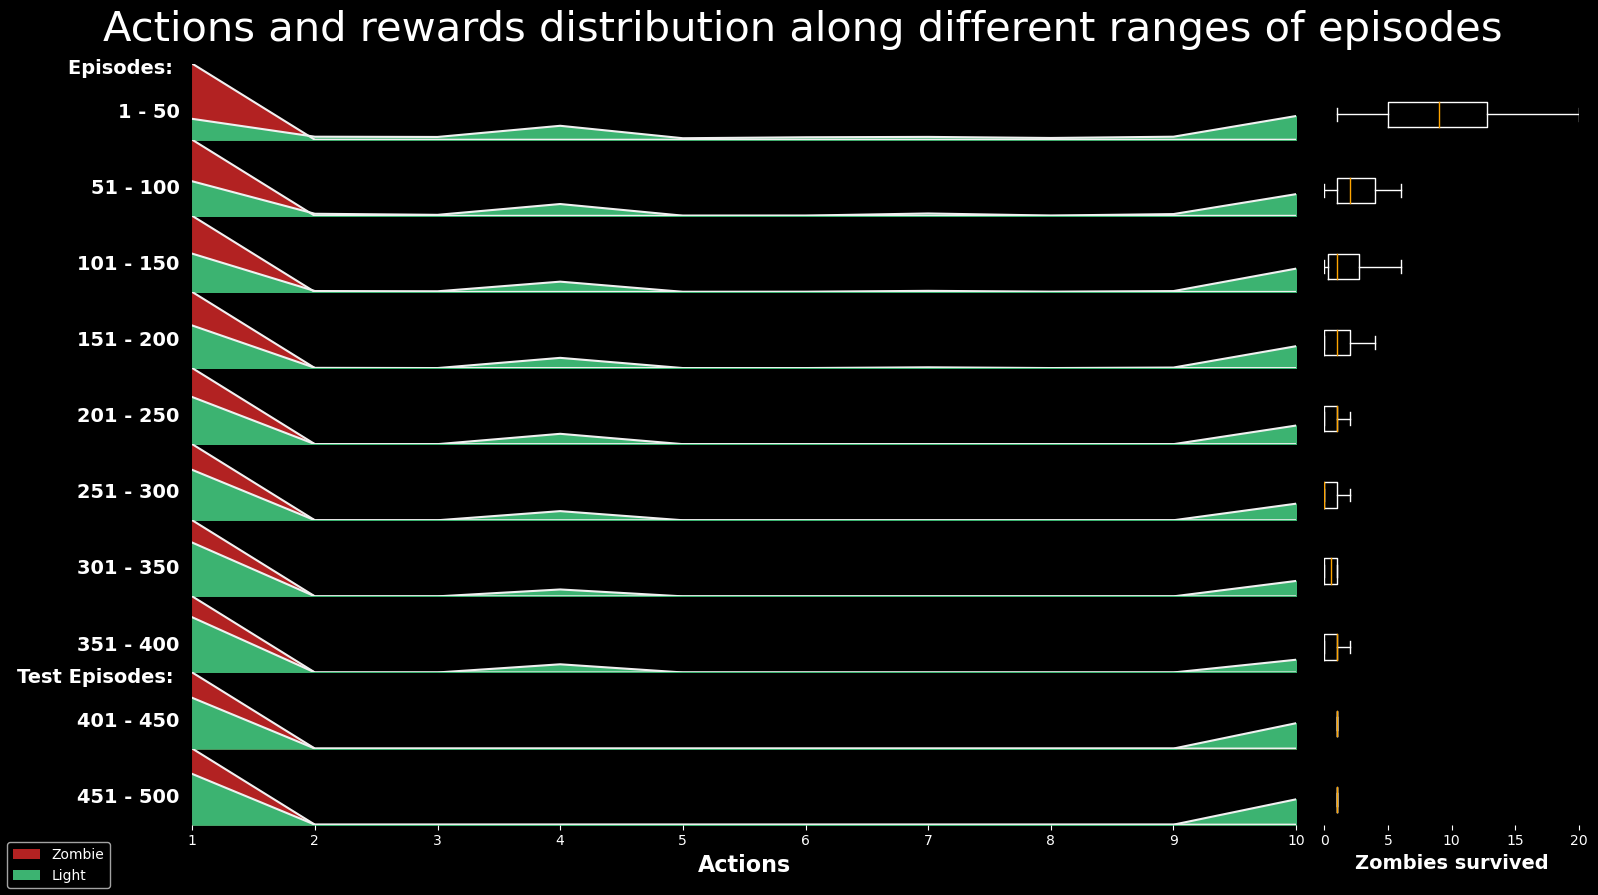 Actions and rewards distribution along different ranges of episodes
Episodes:
1 - 50
51 - 100
101 - 150
151 - 200
201 - 250
251 - 300
301 - 350
351 - 400
Test Episodes:
401 - 450
451 - 500
1 2 3 4 5 6 7 8 9 10
0 5 10 15 20
Actions
Zombies survived
Zombie
Light